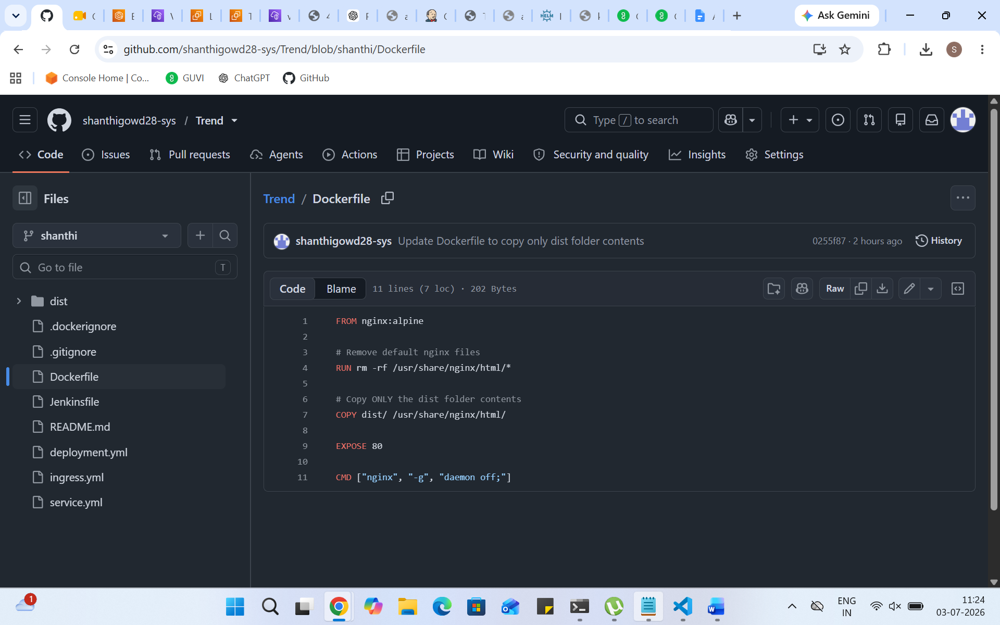 Ask Gemini
github.com/shanthigowd28-sys/Trend/blob/shanthi/Dockerfile
S
Console Home | Co...
GUVI
ChatGPT
GitHub
shanthigowd28-sys / Trend
Type / to search
Code
Issues
Pull requests
Agents
Actions
Projects
Wiki
Security and quality
Insights
Settings
Files
shanthi
Go to file
T
dist
.dockerignore
.gitignore
Dockerfile
Jenkinsfile
README.md
deployment.yml
ingress.yml
service.yml
Trend / Dockerfile
shanthigowd28-sys Update Dockerfile to copy only dist folder contents
0255f87 · 2 hours ago
History
Code
Blame
11 lines (7 loc) · 202 Bytes
Raw
1 FROM nginx:alpine
2
3 # Remove default nginx files
4 RUN rm -rf /usr/share/nginx/html/*
5
6 # Copy ONLY the dist folder contents
7 COPY dist/ /usr/share/nginx/html/
8
9 EXPOSE 80
10
11 CMD ["nginx", "-g", "daemon off;"]
1
ENG
IN
11:24
03-07-2026